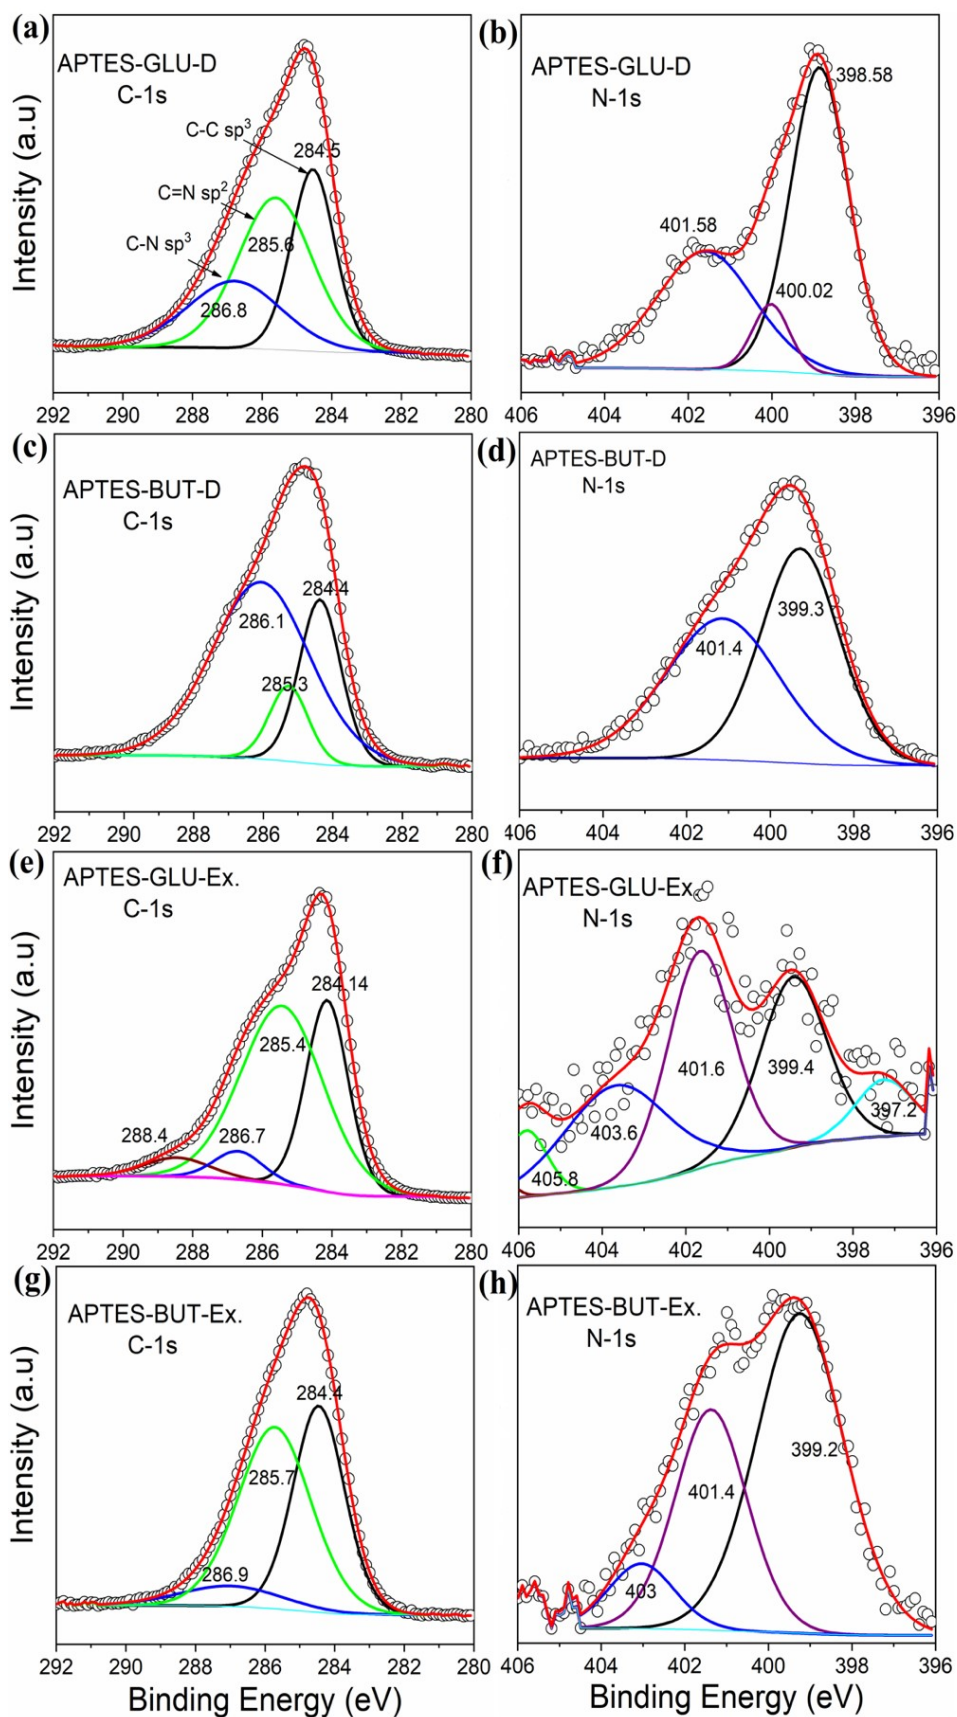 (a)
APTES-GLU-D
C-1s
C-C sp3
284.5
C=N sp2
285.6
C-N sp3
286.8
Intensity (a.u)
292 290 288 286 284 282 280
(b)
APTES-GLU-D
N-1s
398.58
401.58
400.02
406 404 402 400 398 396
(c)
APTES-BUT-D
C-1s
286.1
284.4
285.3
Intensity (a.u)
292 290 288 286 284 282 280
(d)
APTES-BUT-D
N-1s
399.3
401.4
406 404 402 400 398 396
(e)
APTES-GLU-Ex.
C-1s
284.14
285.4
288.4
286.7
Intensity (a.u)
292 290 288 286 284 282 280
(f)
APTES-GLU-Ex.
N-1s
401.6
399.4
397.2
403.6
405.8
406 404 402 400 398 396
(g)
APTES-BUT-Ex.
C-1s
284.4
285.7
286.9
Intensity (a.u)
292 290 288 286 284 282 280
Binding Energy (eV)
(h)
APTES-BUT-Ex.
N-1s
399.2
401.4
403
406 404 402 400 398 396
Binding Energy (eV)